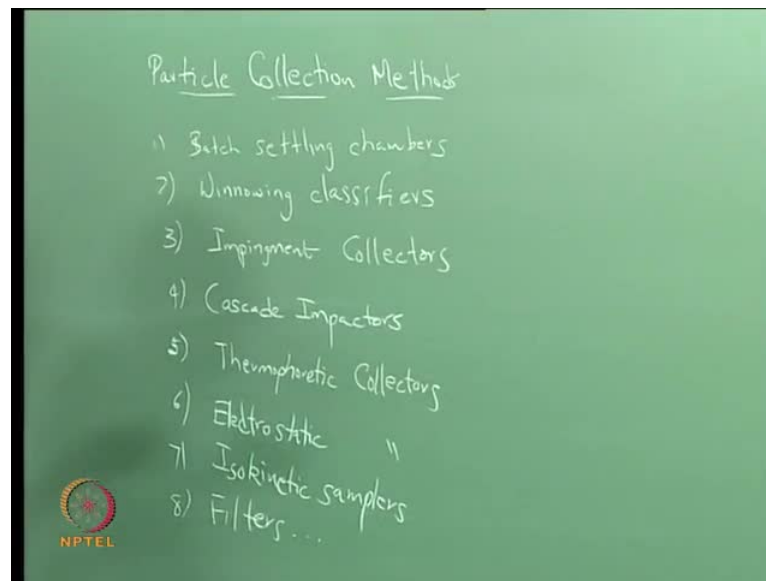 Particle Collection Methods
1) Batch settling chambers
2) Winnowing classifiers
3) Impingment Collectors
4) Cascade Impactors
5) Thermophoretic Collectors
6) Electrostatic "
7) Isokinetic samplers
8) Filters...
NPTEL